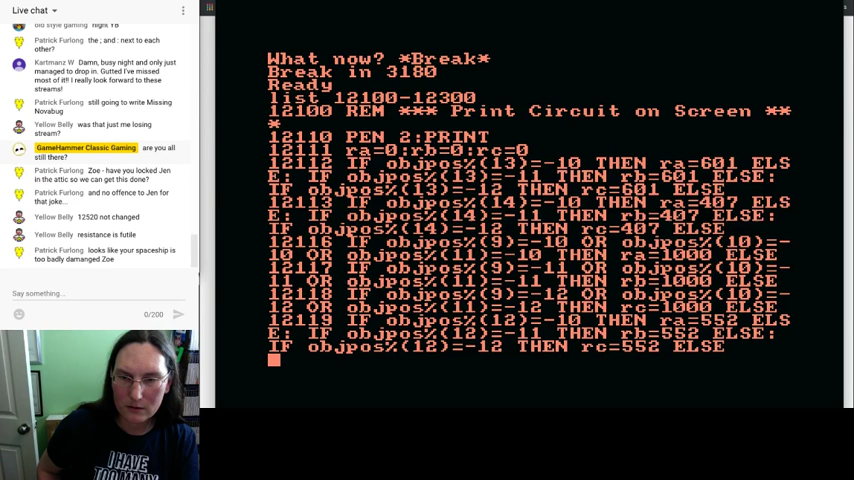 Live chat
old style gaming night YB
Patrick Furlong the ; and : next to each
other?
Kartmanz W Damn, busy night and only just
managed to drop in. Gutted I've missed
most of it!! I really look forward to these
streams!
Patrick Furlong still going to write Missing
Novabug
Yellow Belly was that just me losing
stream?
GameHammer Classic Gaming are you all
still there?
Patrick Furlong Zoe - have you locked Jen
in the attic so we can get this done?
Patrick Furlong and no offence to Jen for
that joke...
Yellow Belly 12520 not changed
Yellow Belly resistance is futile
Patrick Furlong looks like your spaceship is
too badly damanged Zoe
Say something...
0/200
I HAVE
TOO MANY
What now? *Break*
Break in 3180
Ready
list 12100-12300
12100 REM *** Print Circuit on Screen **
*
12110 PEN 2:PRINT
12111 ra=0;rb=0:rc=0
12112 IF objpos%(13)=-10 THEN ra=601 ELS
E: IF objpos%(13)=-11 THEN rb=601 ELSE:
IF objpos%(13)=-12 THEN rc=601 ELSE
12113 IF objpos%(14)=-10 THEN ra=407 ELS
E: IF objpos%(14)=-11 THEN rb=407 ELSE:
IF objpos%(14)=-12 THEN rc=407 ELSE
12116 IF objpos%(9)=-10 OR objpos%(10)=-
10 OR objpos%(11)=-10 THEN ra=1000 ELSE
12117 IF objpos%(9)=-11 OR objpos%(10)=-
11 OR objpos%(11)=-11 THEN rb=1000 ELSE
12118 IF objpos%(9)=-12 OR objpos%(10)=-
12 OR objpos%(11)=-12 THEN rc=1000 ELSE
12119 IF objpos%(12)=-10 THEN ra=552 ELS
E: IF objpos%(12)=-11 THEN rb=552 ELSE:
IF objpos%(12)=-12 THEN rc=552 ELSE